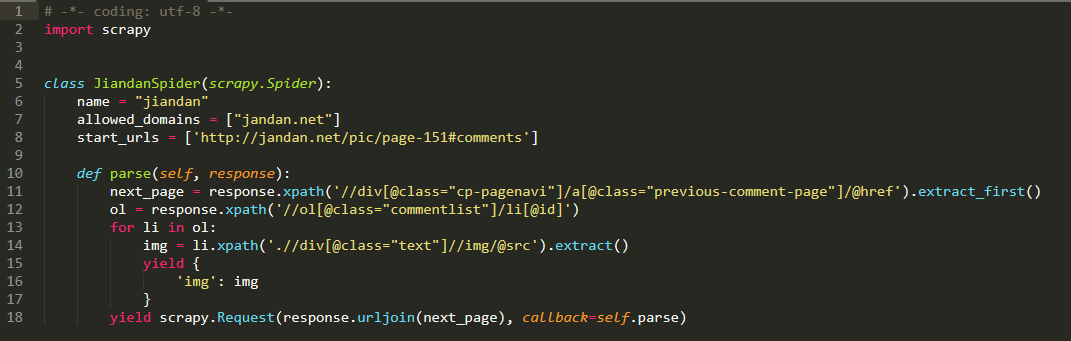 1 # -*- coding: utf-8 -*-
2 import scrapy
3
4
5 class JiandanSpider(scrapy.Spider):
6     name = "jiandan"
7     allowed_domains = ["jandan.net"]
8     start_urls = ['http://jandan.net/pic/page-151#comments']
9
10     def parse(self, response):
11         next_page = response.xpath('//div[@class="cp-pagenavi"]/a[@class="previous-comment-page"]/@href').extract_first()
12         ol = response.xpath('//ol[@class="commentlist"]/li[@id]')
13         for li in ol:
14             img = li.xpath('.//div[@class="text"]//img/@src').extract()
15             yield {
16                 'img': img
17             }
18         yield scrapy.Request(response.urljoin(next_page), callback=self.parse)